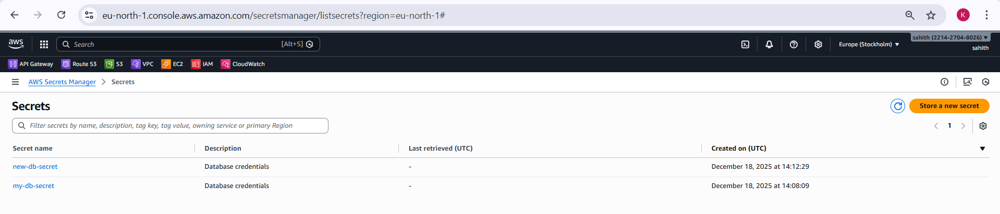 eu-north-1.console.aws.amazon.com/secretsmanager/listsecrets?region=eu-north-1#
K
aws
Search [Alt+S]
Europe (Stockholm)
sahith (2214-2704-8026)
sahith
API Gateway Route 53 S3 VPC EC2 IAM CloudWatch
AWS Secrets Manager Secrets
Secrets
Store a new secret
Filter secrets by name, description, tag key, tag value, owning service or primary Region
1
Secret name Description Last retrieved (UTC) Created on (UTC)
new-db-secret Database credentials - December 18, 2025 at 14:12:29
my-db-secret Database credentials - December 18, 2025 at 14:08:09